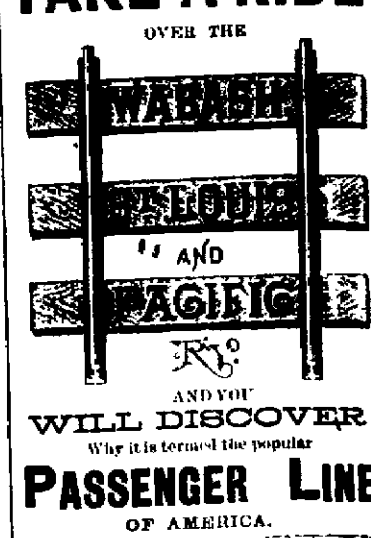 TAKE A RIDE
OVER THE
WABASH
ST. LOUIS
AND
PACIFIC
RY.
AND YOU
WILL DISCOVER
Why it is termed the popular
PASSENGER LINE
OF AMERICA.